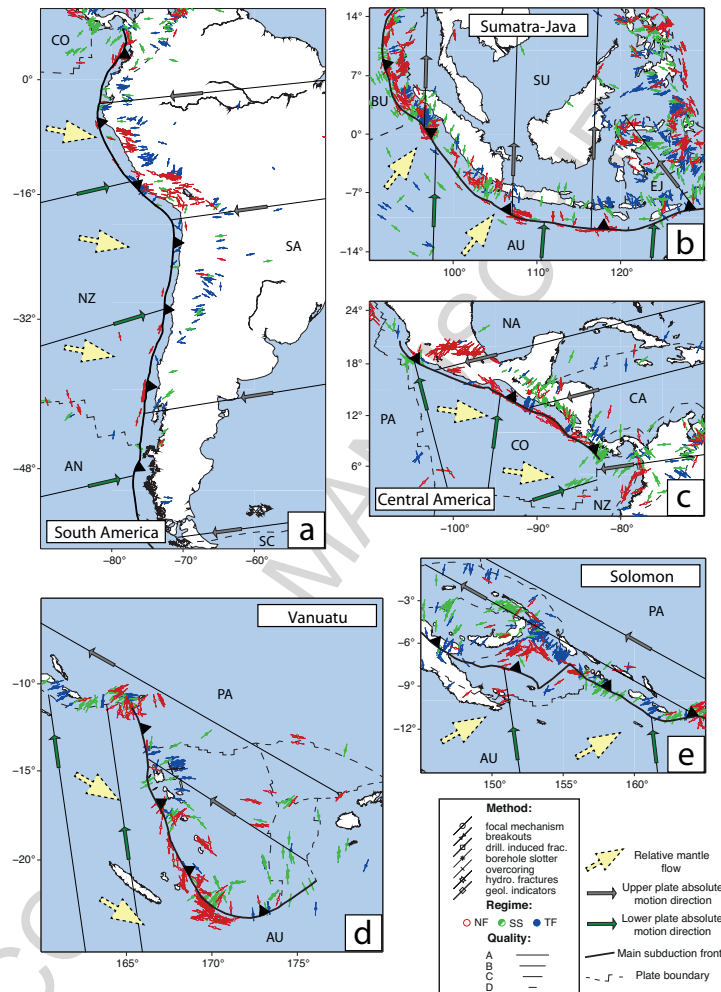 CO
0°
−16°
−32°
−48°
NZ
SA
AN
SC
South America
a
−80°
−70°
−60°
14°
7°
0°
−7°
−14°
Sumatra-Java
BU
SU
EJ
AU
b
100°
110°
120°
24°
18°
12°
6°
NA
CA
PA
CO
NZ
Central America
c
−100°
−90°
−80°
Vanuatu
−10°
−15°
−20°
PA
AU
d
165°
170°
175°
Solomon
−3°
−6°
−9°
−12°
PA
AU
e
150°
155°
160°
Method:
focal mechanism
breakouts
drill. induced frac.
borehole slotter
overcoring
hydro. fractures
geol. indicators
Regime:
NF SS TF
Quality:
A
B
C
D
Relative mantle
flow
Upper plate absolute
motion direction
Lower plate absolute
motion direction
Main subduction front
Plate boundary